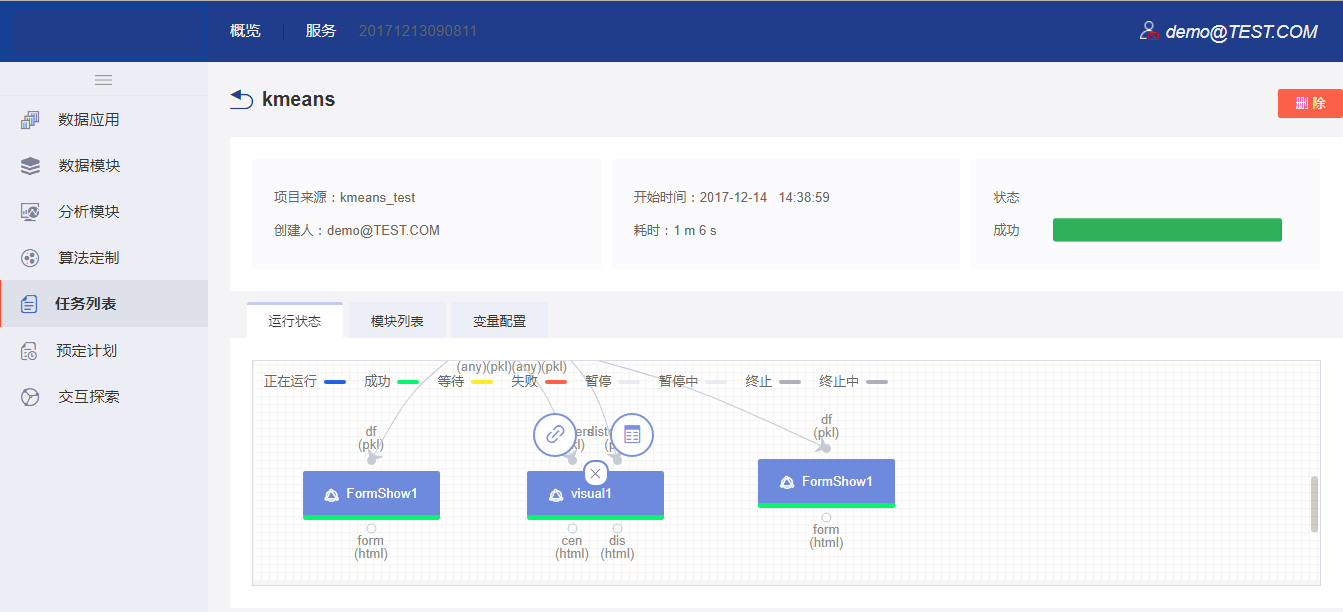 概览 服务 20171213090811 demo@TEST.COM
kmeans 删 除
数据应用
数据模块
分析模块
算法定制
任务列表
预定计划
交互探索
项目来源：kmeans_test
创建人：demo@TEST.COM
开始时间：2017-12-14 14:38:59
耗时：1 m 6 s
状态
成功
运行状态 模块列表 变量配置
(any)(pkl)(any)(pkl)
正在运行 成功 等待 失败 暂停 暂停中 终止 终止中
df
(pkl)
df
(pkl)
FormShow1
visual1
FormShow1
form
(html)
cen
(html)
dis
(html)
form
(html)